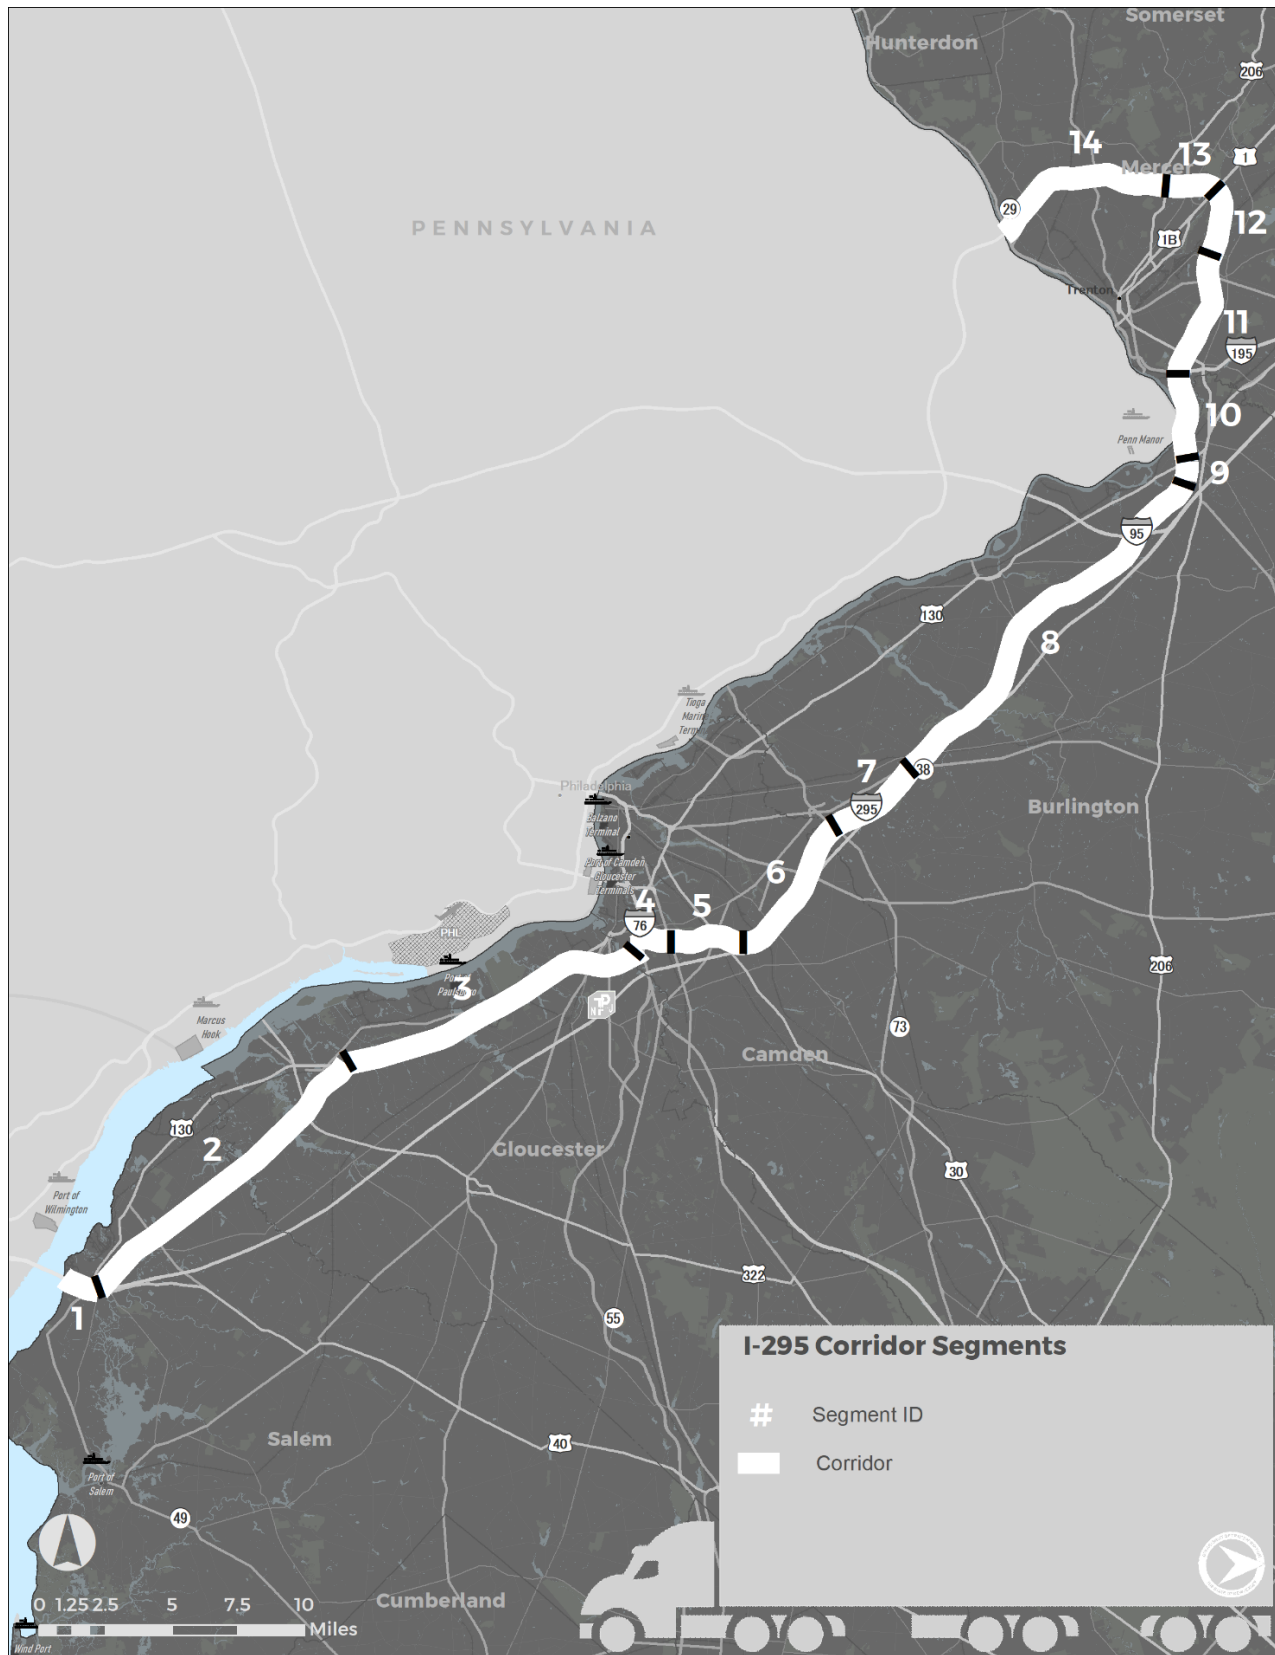 Somerset
Hunterdon
206
14
13
1
Mercer
29
12
PENNSYLVANIA
1B
Trenton
11
195
10
Penn Manor
9
95
130
8
Tioga
Marine
7
38
Philadelphia
295
Balzano
Terminal
Burlington
Port of Camden
Gloucester
Terminals
6
4
5
76
PHL
206
3
Marcus
Hook
73
Camden
130
2
Gloucester
30
Port of
Wilmington
322
1
55
I-295 Corridor Segments
# Segment ID
Corridor
Salem
40
Port of
Salem
49
0 1.25 2.5 5 7.5 10
Miles
Cumberland
Wind Port